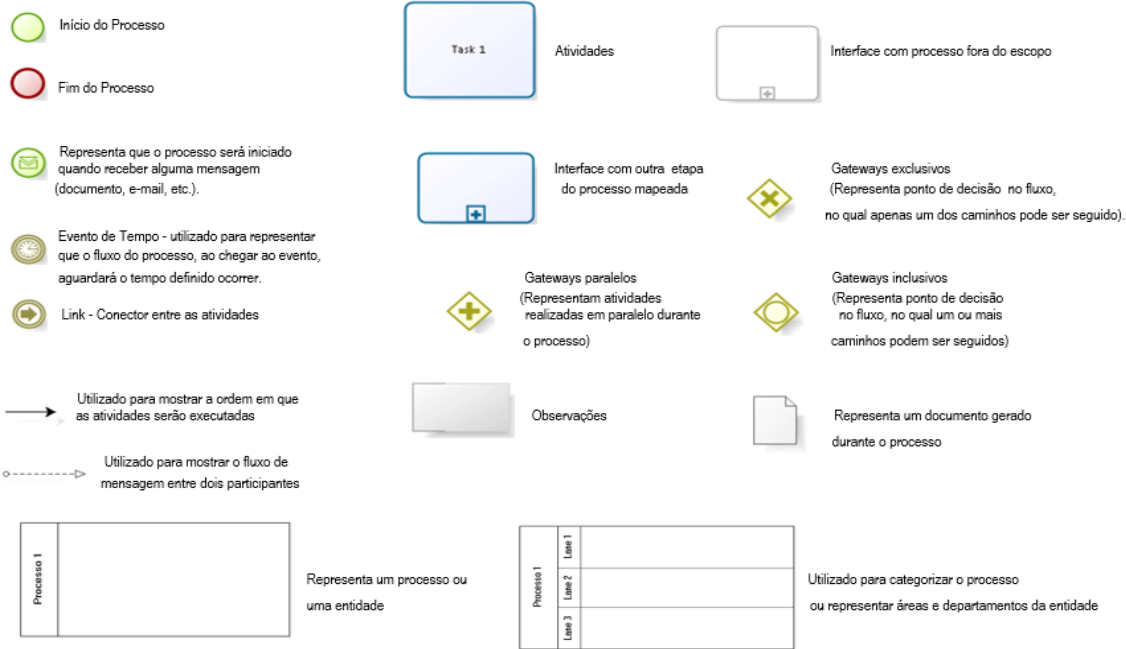 Início do Processo
Fim do Processo
Representa que o processo será iniciado
quando receber alguma mensagem
(documento, e-mail, etc.).
Evento de Tempo - utilizado para representar
que o fluxo do processo, ao chegar ao evento,
aguardará o tempo definido ocorrer.
Link - Conector entre as atividades
Utilizado para mostrar a ordem em que
as atividades serão executadas
Utilizado para mostrar o fluxo de
mensagem entre dois participantes
Task 1
Atividades
Interface com outra etapa
do processo mapeada
Gateways paralelos
(Representam atividades
realizadas em paralelo durante
o processo)
Observações
Interface com processo fora do escopo
Gateways exclusivos
(Representa ponto de decisão no fluxo,
no qual apenas um dos caminhos pode ser seguido).
Gateways inclusivos
(Representa ponto de decisão
no fluxo, no qual um ou mais
caminhos podem ser seguidos)
Representa um documento gerado
durante o processo
Processo 1
Representa um processo ou
uma entidade
Processo 1
Lane 1
Lane 2
Lane 3
Utilizado para categorizar o processo
ou representar áreas e departamentos da entidade